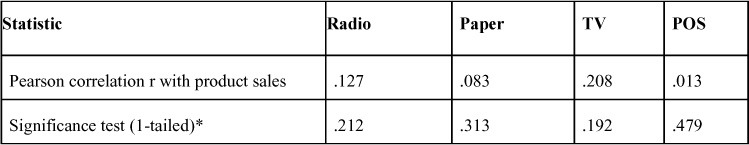 Statistic Radio Paper TV POS
Pearson correlation r with product sales .127 .083 .208 .013
Significance test (1-tailed)* .212 .313 .192 .479